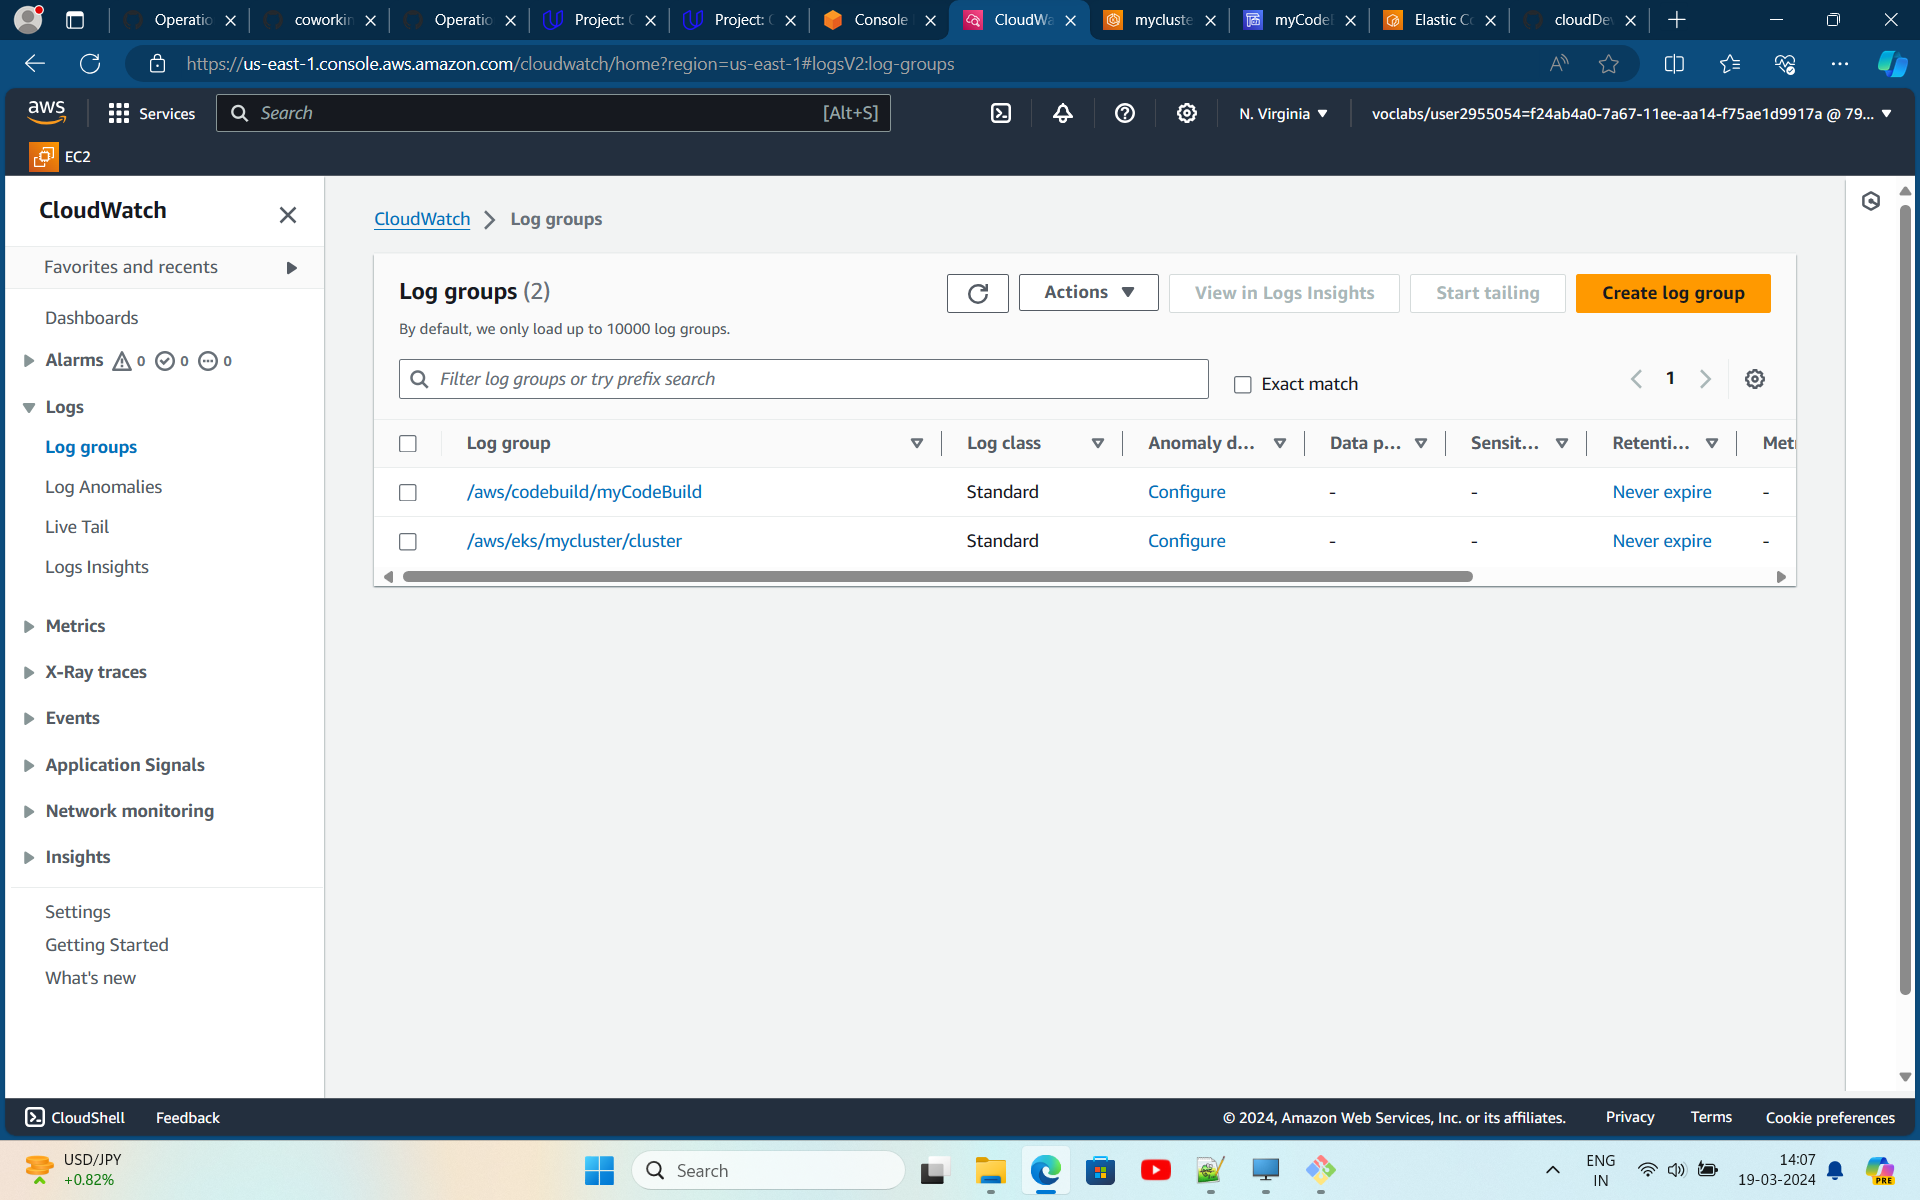 Operatio
coworkin
Operatio
Project: C
Project: C
Console
CloudWa
mycluste
myCodeB
Elastic Co
cloudDev
https://us-east-1.console.aws.amazon.com/cloudwatch/home?region=us-east-1#logsV2:log-groups
aws
Services
Search
[Alt+S]
N. Virginia
voclabs/user2955054=f24ab4a0-7a67-11ee-aa14-f75ae1d9917a @ 79...
EC2
CloudWatch
Favorites and recents
Dashboards
Alarms 0 0 0
Logs
Log groups
Log Anomalies
Live Tail
Logs Insights
Metrics
X-Ray traces
Events
Application Signals
Network monitoring
Insights
Settings
Getting Started
What's new
CloudWatch > Log groups
Log groups (2)
By default, we only load up to 10000 log groups.
Actions
View in Logs Insights
Start tailing
Create log group
Filter log groups or try prefix search
Exact match
1
Log group Log class Anomaly d... Data p... Sensit... Retenti... Met
/aws/codebuild/myCodeBuild Standard Configure - - Never expire -
/aws/eks/mycluster/cluster Standard Configure - - Never expire -
CloudShell
Feedback
© 2024, Amazon Web Services, Inc. or its affiliates.
Privacy
Terms
Cookie preferences
USD/JPY
+0.82%
Search
ENG
IN
14:07
19-03-2024
PRE